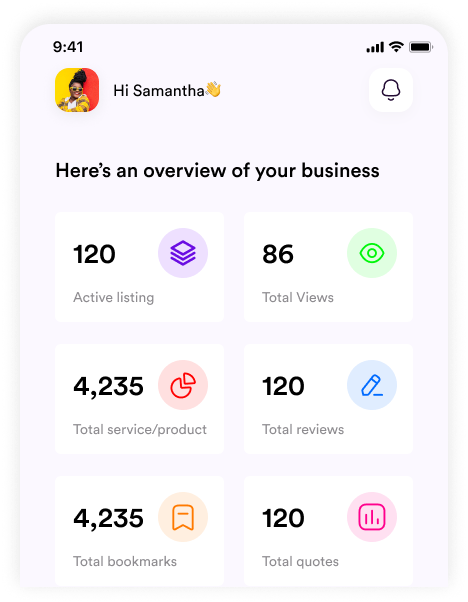 9:41
Hi Samantha👋
Here’s an overview of your business
120
Active listing
86
Total Views
4,235
Total service/product
120
Total reviews
4,235
Total bookmarks
120
Total quotes